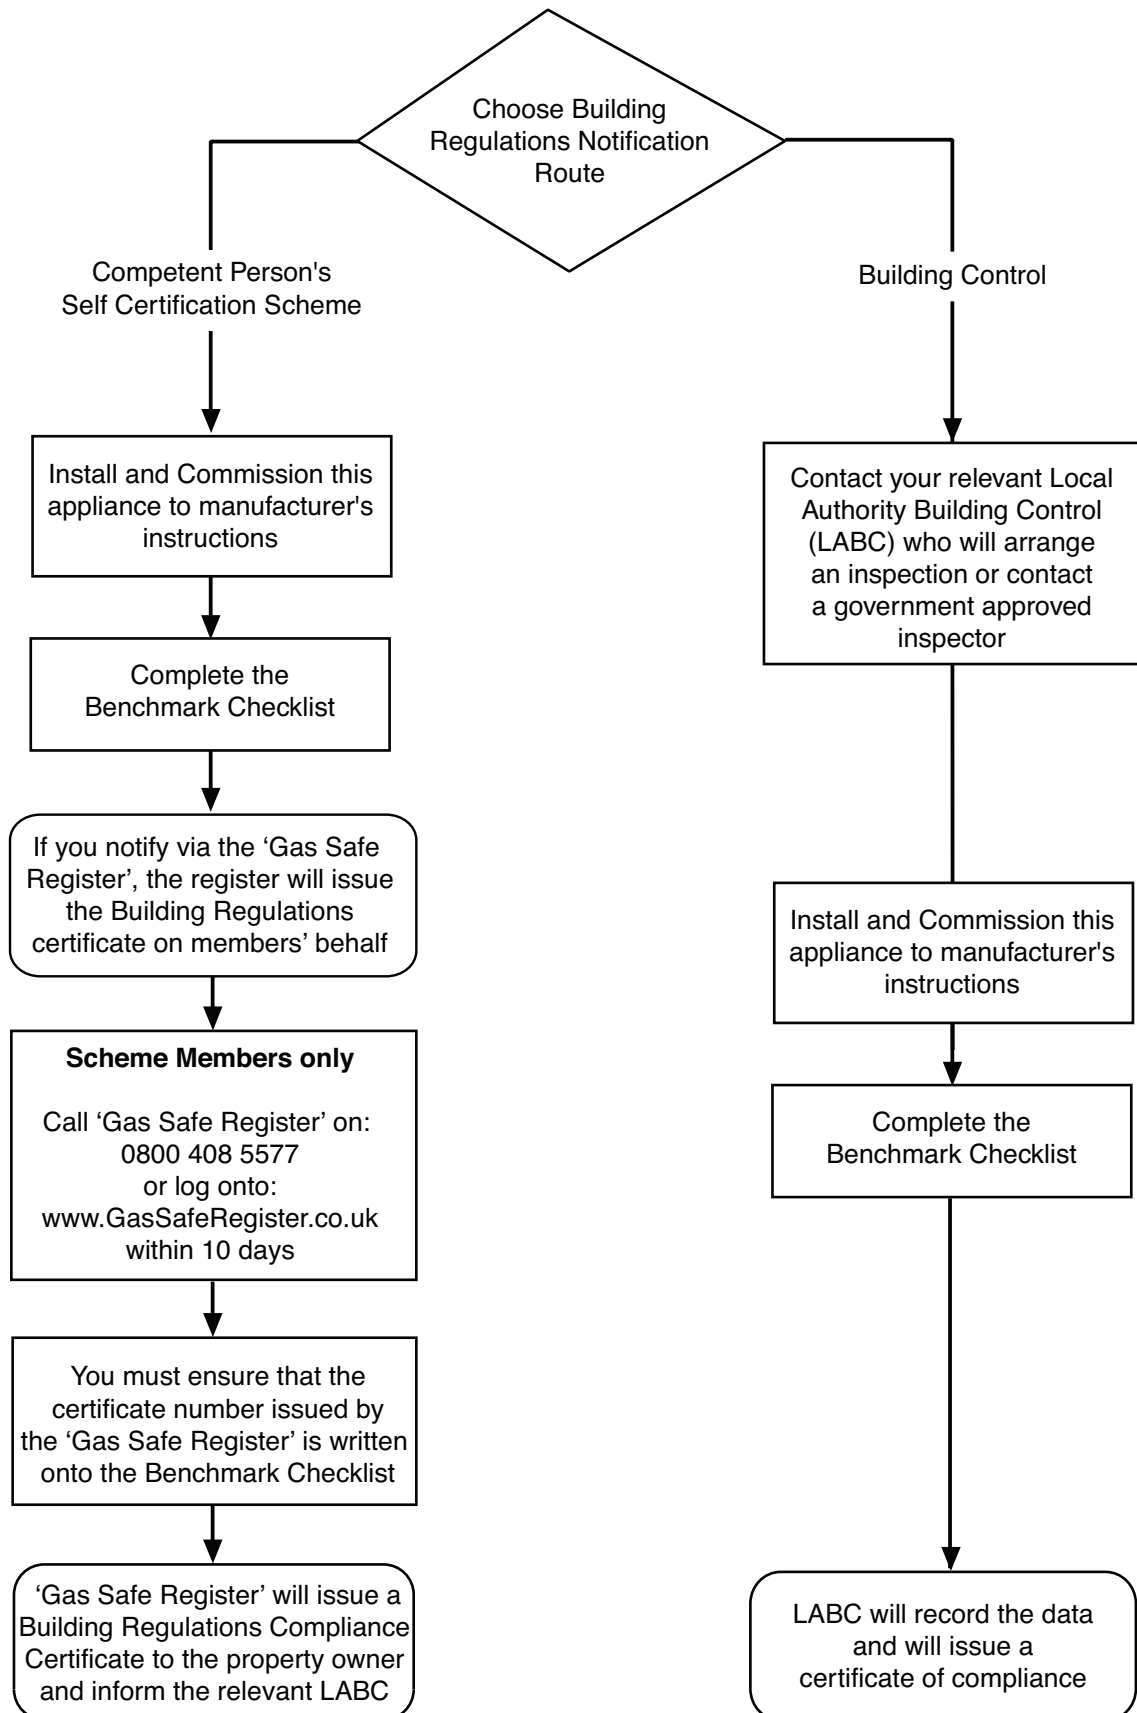 Choose Building
Regulations Notification
Route
Competent Person's
Self Certification Scheme
Building Control
Install and Commission this
appliance to manufacturer's
instructions
Contact your relevant Local
Authority Building Control
(LABC) who will arrange
an inspection or contact
a government approved
inspector
Complete the
Benchmark Checklist
If you notify via the ‘Gas Safe
Register’, the register will issue
the Building Regulations
certificate on members’ behalf
Install and Commission this
appliance to manufacturer's
instructions
Scheme Members only
Call ‘Gas Safe Register’ on:
0800 408 5577
or log onto:
www.GasSafeRegister.co.uk
within 10 days
Complete the
Benchmark Checklist
You must ensure that the
certificate number issued by
the ‘Gas Safe Register’ is written
onto the Benchmark Checklist
‘Gas Safe Register’ will issue a
Building Regulations Compliance
Certificate to the property owner
and inform the relevant LABC
LABC will record the data
and will issue a
certificate of compliance